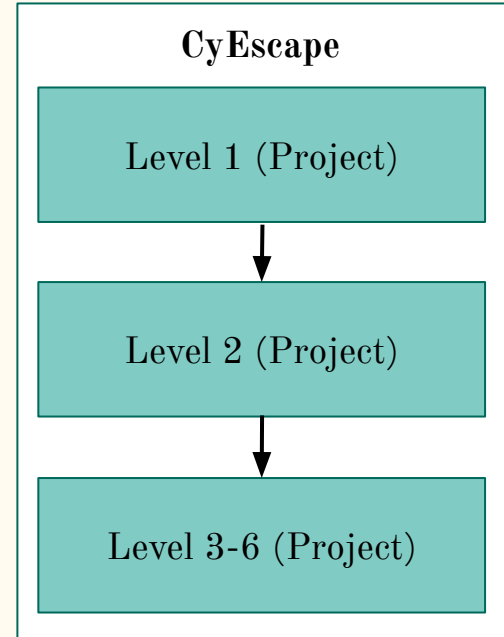 CyEscape
Level 1 (Project)
Level 2 (Project)
Level 3-6 (Project)